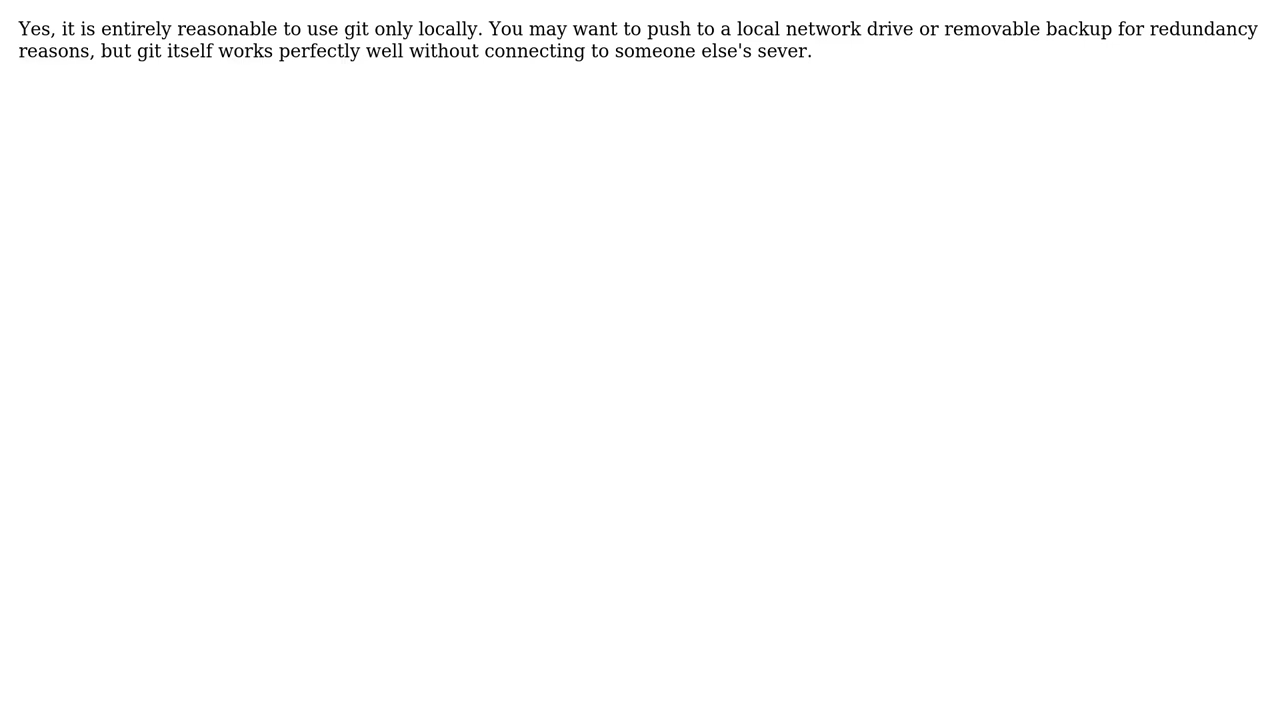 Yes, it is entirely reasonable to use git only locally. You may want to push to a local network drive or removable backup for redundancy
reasons, but git itself works perfectly well without connecting to someone else's sever.